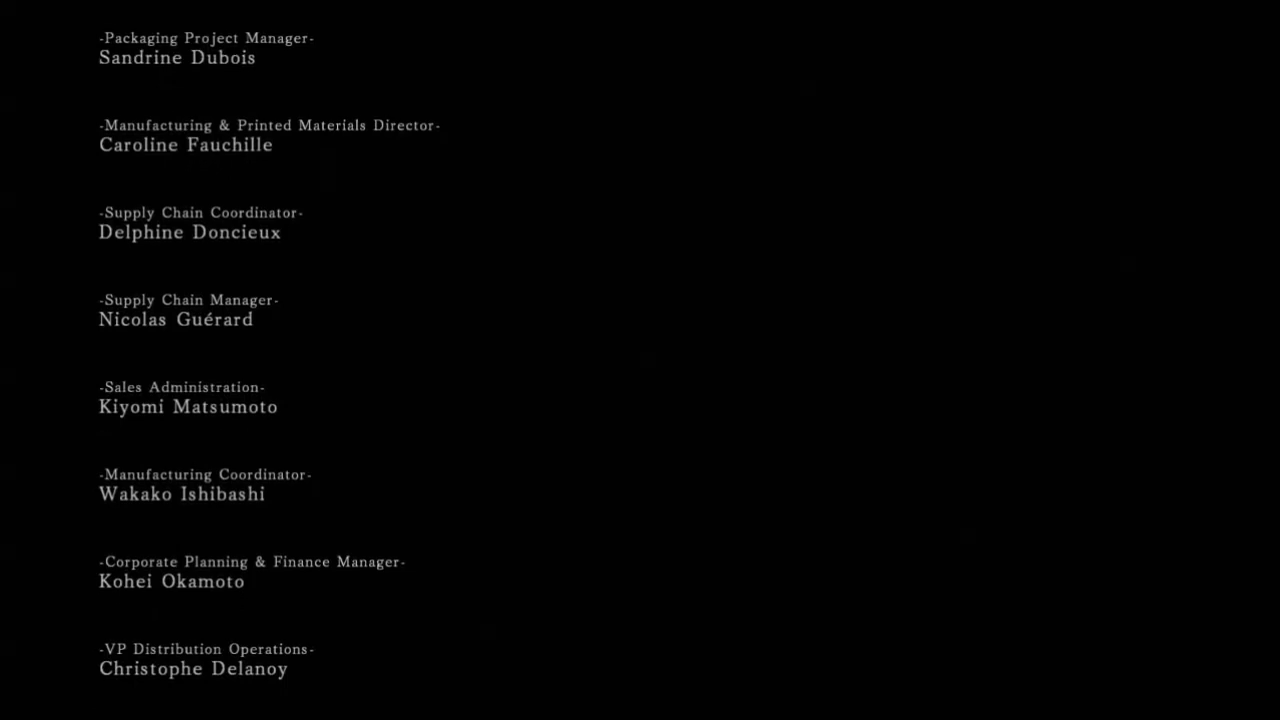 -Packaging Project Manager-
Sandrine Dubois
-Manufacturing & Printed Materials Director-
Caroline Fauchille
-Supply Chain Coordinator-
Delphine Doncieux
-Supply Chain Manager-
Nicolas Guérard
-Sales Administration-
Kiyomi Matsumoto
-Manufacturing Coordinator-
Wakako Ishibashi
-Corporate Planning & Finance Manager-
Kohei Okamoto
-VP Distribution Operations-
Christophe Delanoy